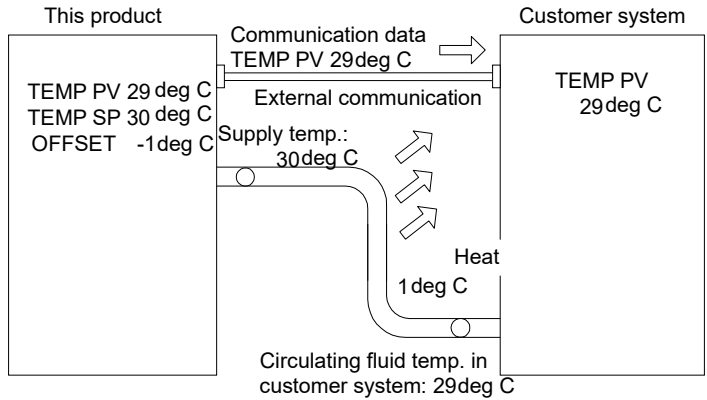 This product
Customer system
Communication data
TEMP PV 29deg C
External communication
TEMP PV 29 deg C
TEMP SP 30 deg C
OFFSET -1deg C
TEMP PV
29deg C
Supply temp.:
30deg C
Heat
1deg C
Circulating fluid temp. in
customer system: 29deg C